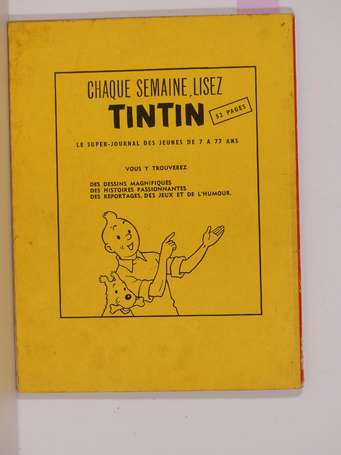 CHAQUE SEMAINE, LISEZ
TINTIN
52 PAGES
LE SUPER-JOURNAL DES JEUNES DE 7 A 77 ANS
VOUS Y TROUVEREZ
DES DESSINS MAGNIFIQUES
DES HISTOIRES PASSIONNANTES
DES REPORTAGES, DES JEUX ET DE L'HUMOUR.